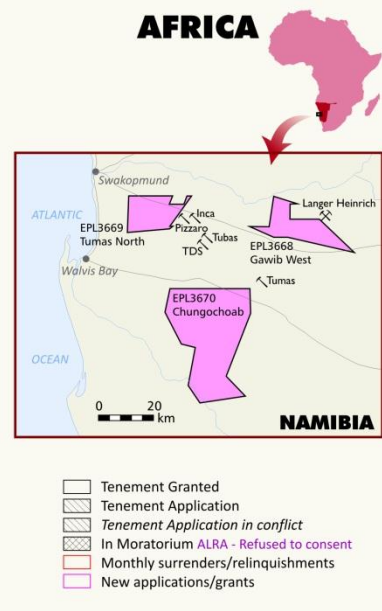 AFRICA
Swakopmund
ATLANTIC
EPL3669
Tumas North
Inca
Pizzaro
Tubas
TDS
Langer Heinrich
EPL3668
Gawib West
Walvis Bay
Tumas
EPL3670
Chungochoab
OCEAN
0 20
km
NAMIBIA
Tenement Granted
Tenement Application
Tenement Application in conflict
In Moratorium ALRA - Refused to consent
Monthly surrenders/relinquishments
New applications/grants